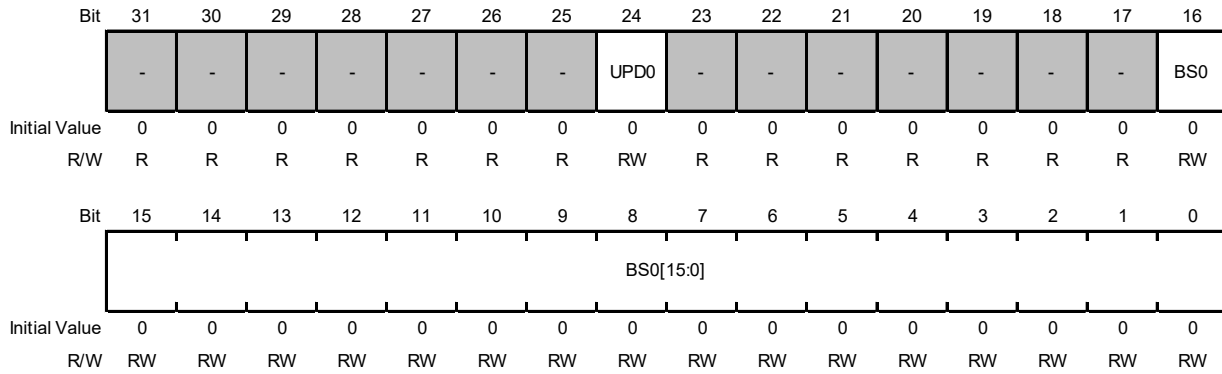 Bit 31 30 29 28 27 26 25 24 23 22 21 20 19 18 17 16
- - - - - - - UPD0 - - - - - - - BS0
Initial Value 0 0 0 0 0 0 0 0 0 0 0 0 0 0 0 0
R/W R R R R R R R RW R R R R R R R RW
Bit 15 14 13 12 11 10 9 8 7 6 5 4 3 2 1 0
BS0[15:0]
Initial Value 0 0 0 0 0 0 0 0 0 0 0 0 0 0 0 0
R/W RW RW RW RW RW RW RW RW RW RW RW RW RW RW RW RW